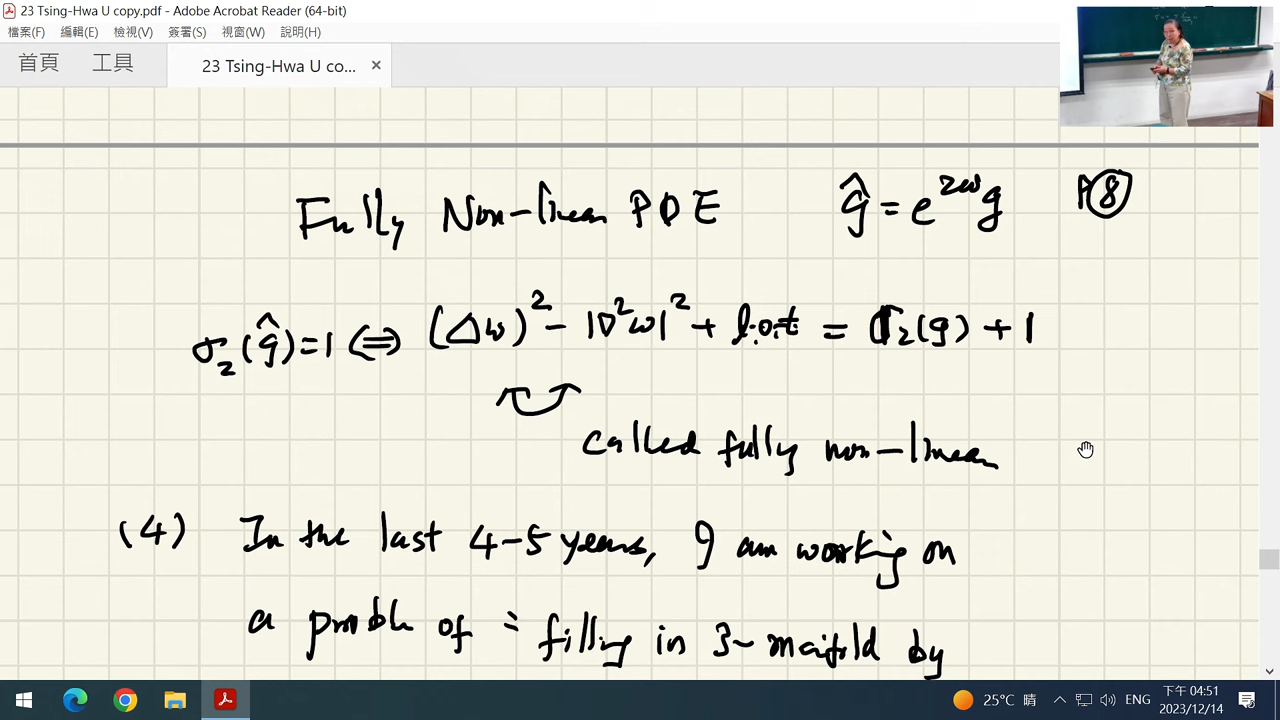 23 Tsing-Hwa U copy.pdf - Adobe Acrobat Reader (64-bit)
檔案(F) 編輯(E) 檢視(V) 簽署(S) 視窗(W) 說明(H)
首頁 工具 23 Tsing-Hwa U co... ×
Fully Non-linear PDE ĝ = e^{2w} g P⑧
σ₂(ĝ) = 1 ⇔ (Δw)² - |D²w|² + l.o.t = σ₂(g) + 1
called fully non-linear
(4) In the last 4-5 years, I am working on
a problm of : filling in 3-manifold by
25°C 晴 ENG 下午 04:51
2023/12/14